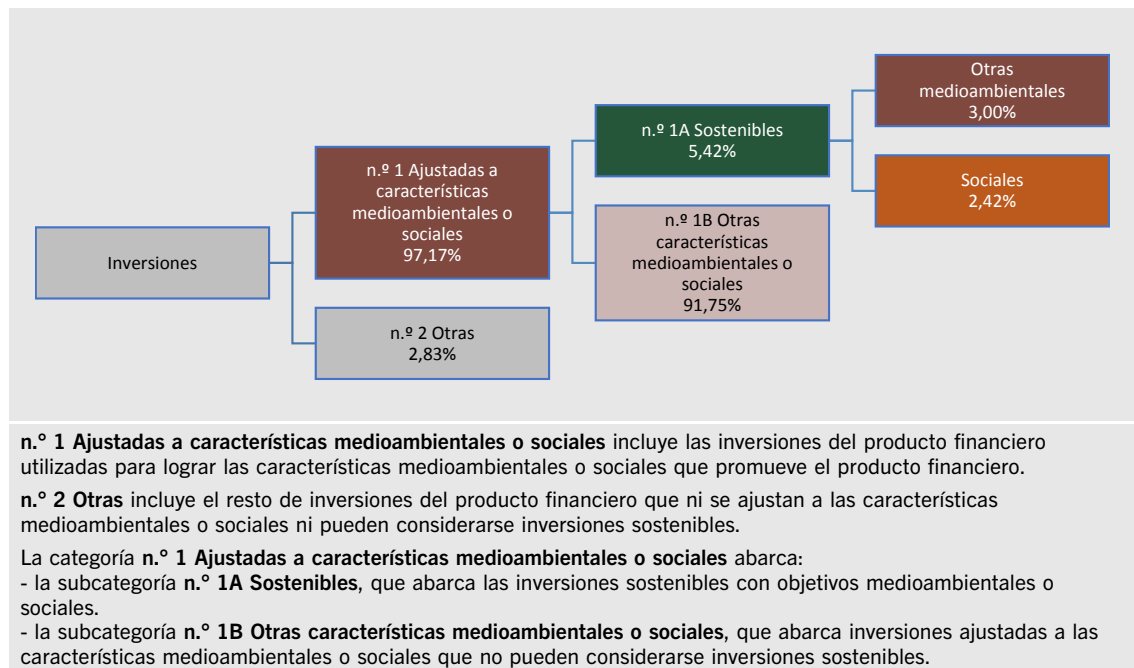 Inversiones
n.º 1 Ajustadas a
características
medioambientales o
sociales
97,17%
n.º 2 Otras
2,83%
n.º 1A Sostenibles
5,42%
n.º 1B Otras
características
medioambientales o
sociales
91,75%
Otras
medioambientales
3,00%
Sociales
2,42%
n.° 1 Ajustadas a características medioambientales o sociales incluye las inversiones del producto financiero
utilizadas para lograr las características medioambientales o sociales que promueve el producto financiero.
n.° 2 Otras incluye el resto de inversiones del producto financiero que ni se ajustan a las características
medioambientales o sociales ni pueden considerarse inversiones sostenibles.
La categoría n.° 1 Ajustadas a características medioambientales o sociales abarca:
- la subcategoría n.° 1A Sostenibles, que abarca las inversiones sostenibles con objetivos medioambientales o
sociales.
- la subcategoría n.° 1B Otras características medioambientales o sociales, que abarca inversiones ajustadas a las
características medioambientales o sociales que no pueden considerarse inversiones sostenibles.